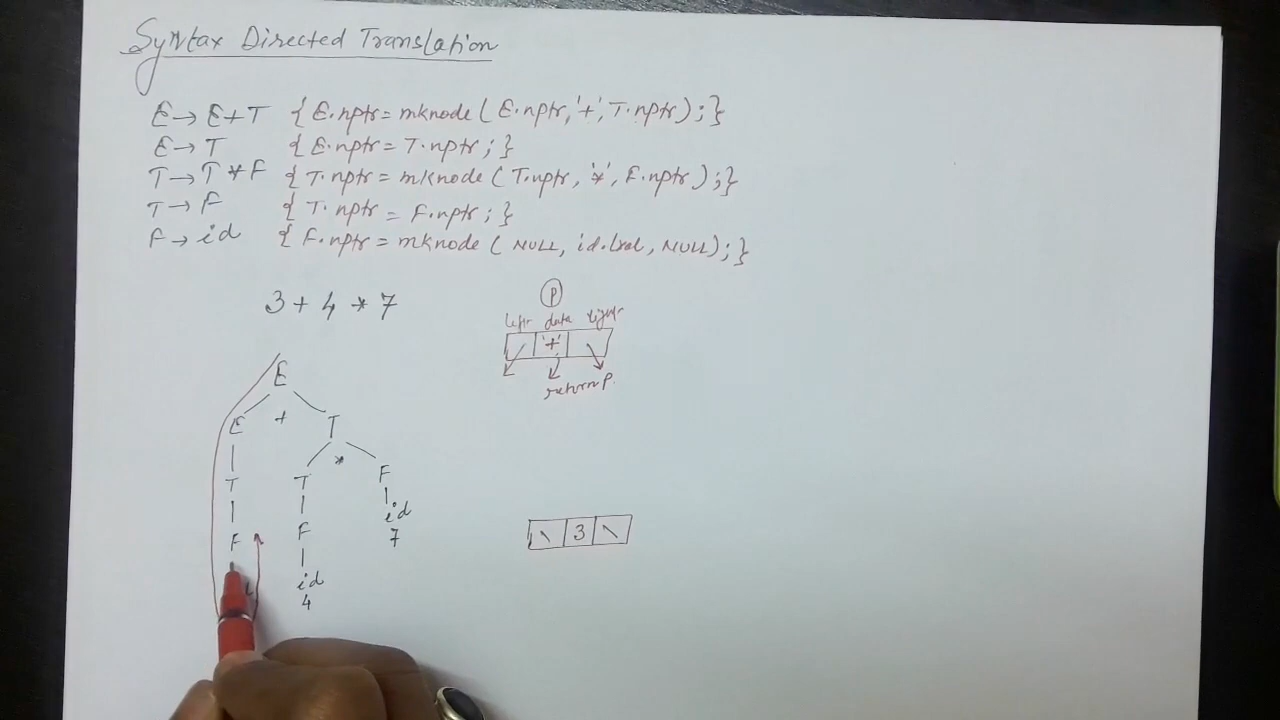 Syntax Directed Translation
E → E+T { E.nptr = mknode ( E.nptr, '+', T.nptr ) ; }
E → T { E.nptr = T.nptr ; }
T → T * F { T.nptr = mknode ( T.nptr, '*', F.nptr ) ; }
T → F { T.nptr = F.nptr ; }
F → id { F.nptr = mknode ( NULL, id.lval, NULL ) ; }
3 + 4 * 7
P
left data right
'+'
return P.
E
E + T
T T * F
F F id
7
id
4
\ 3 \